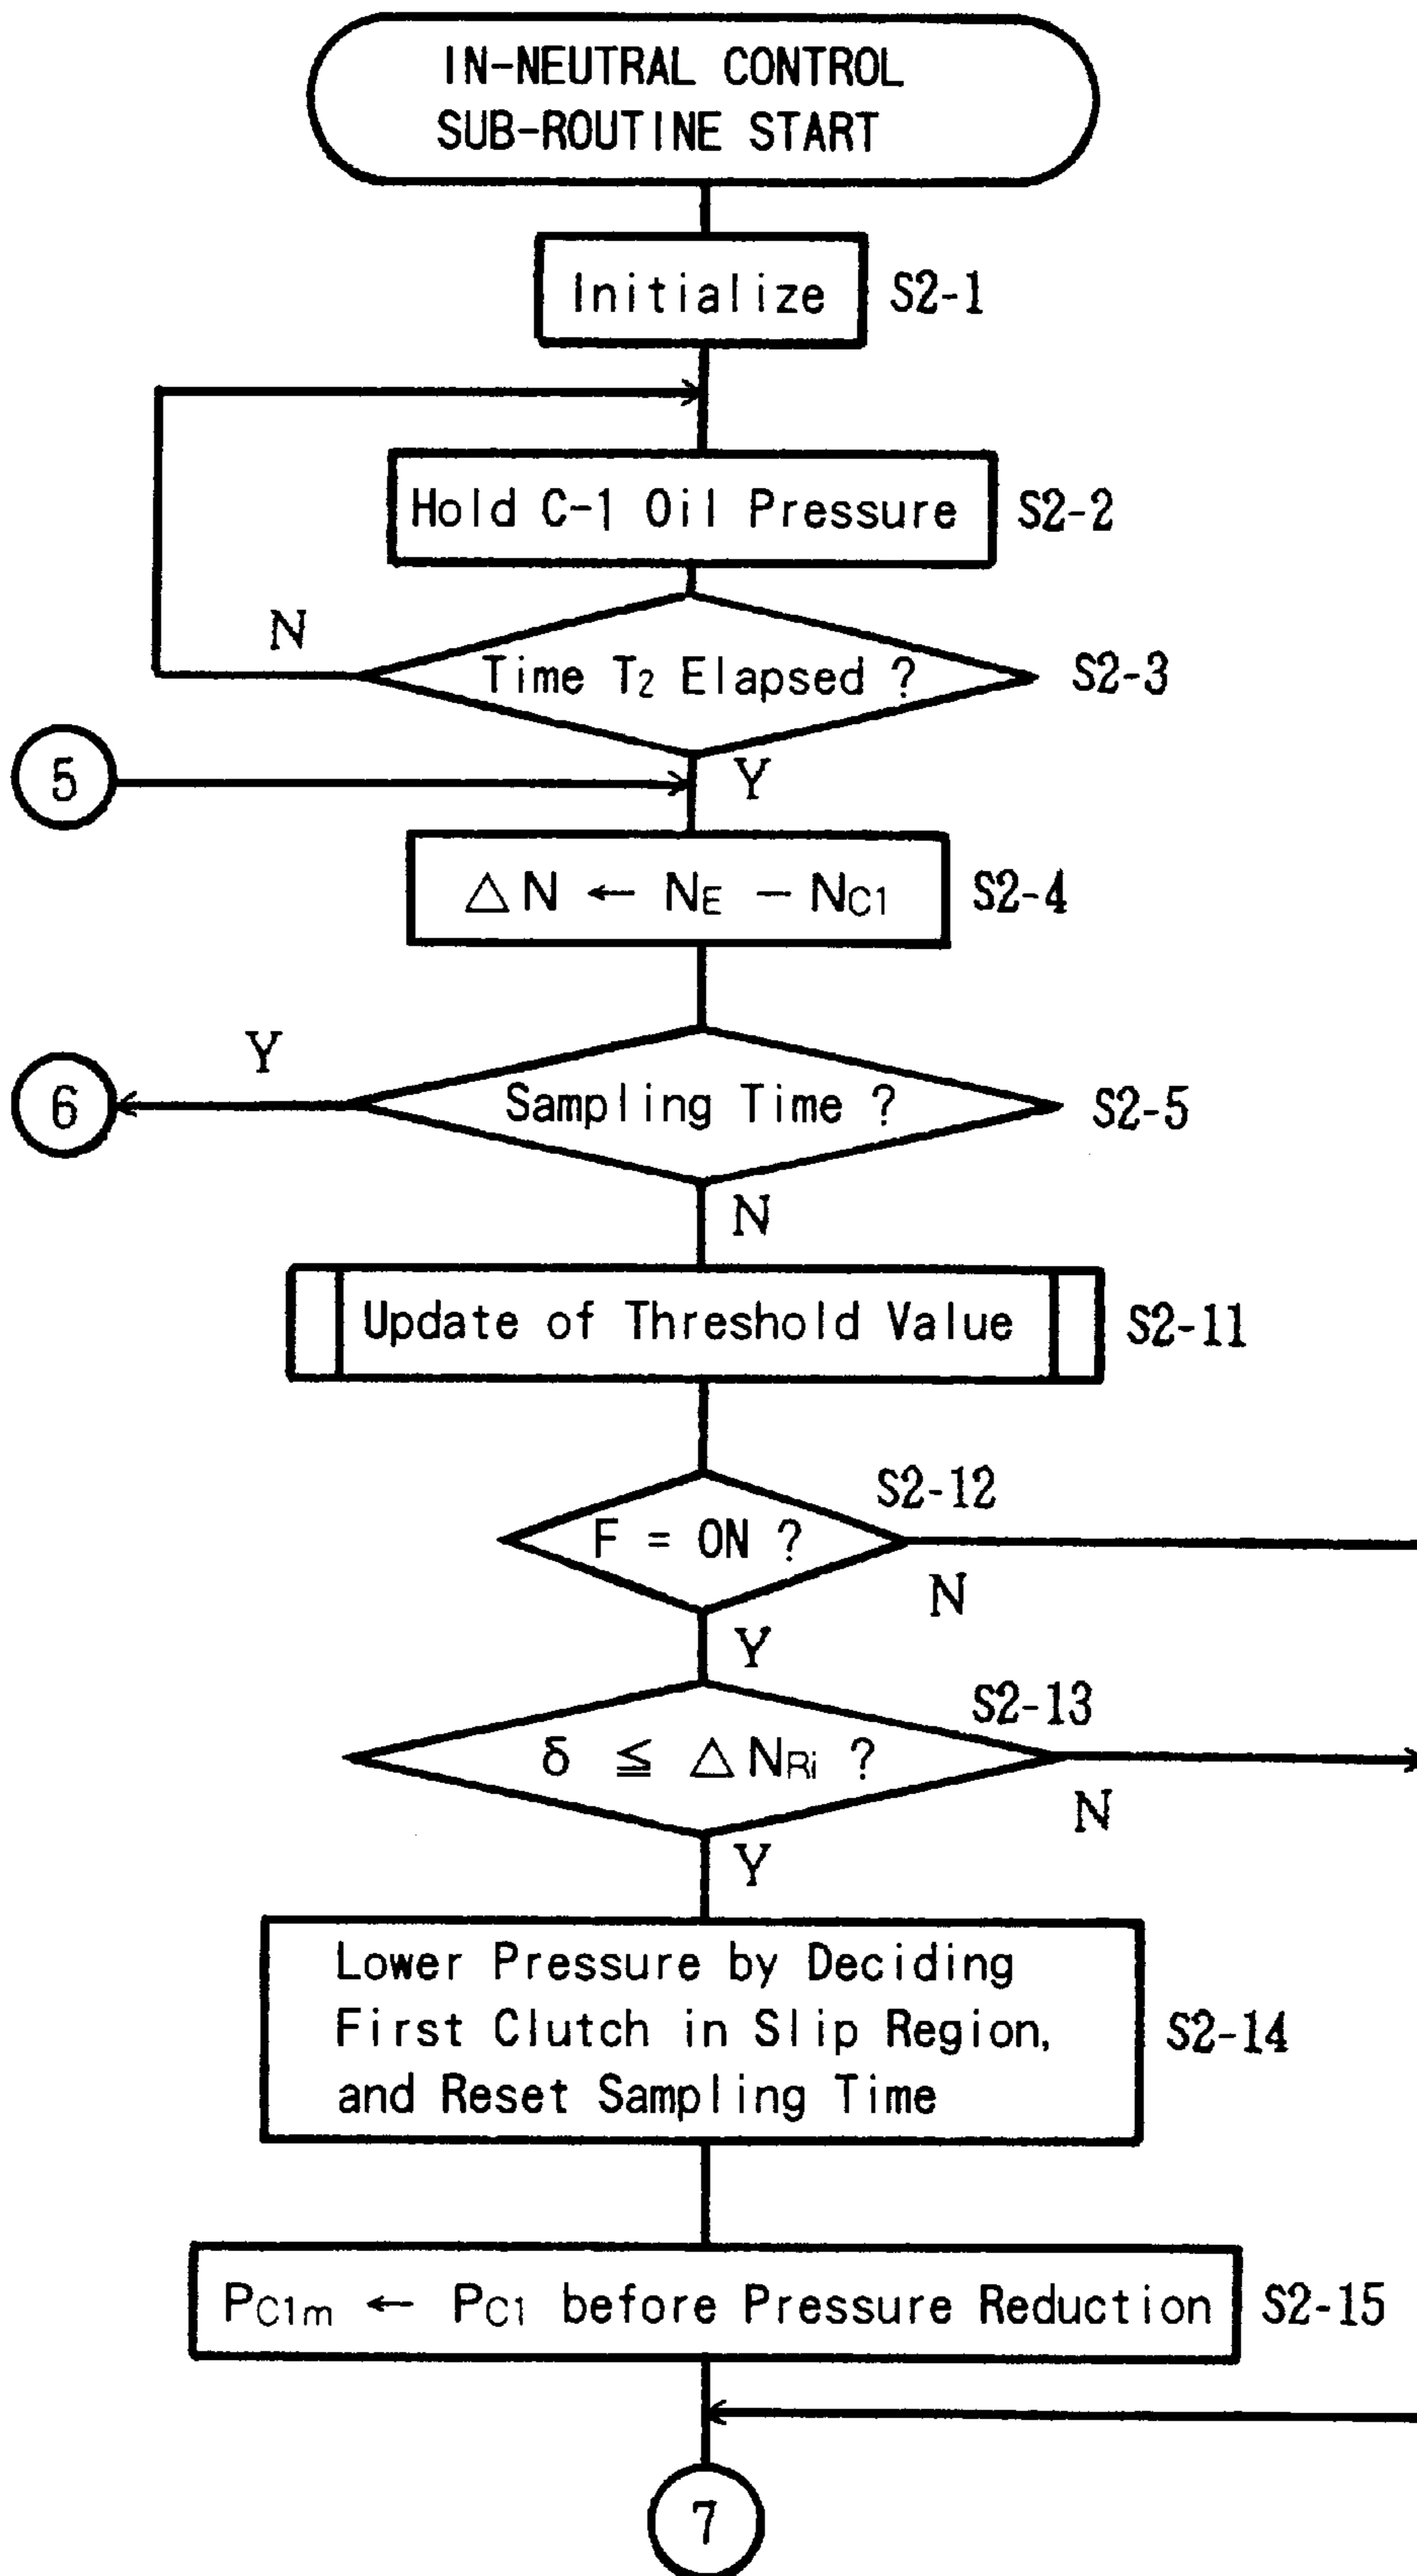 IN-NEUTRAL CONTROL
SUB-ROUTINE START
Initialize S2-1
Hold C-1 Oil Pressure S2-2
N
Time T2 Elapsed ? S2-3
5
Y
△N ← NE − NC1 S2-4
Y
6
Sampling Time ? S2-5
N
Update of Threshold Value S2-11
S2-12
F = ON ?
N
Y
S2-13
δ ≦ △NRi ?
N
Y
Lower Pressure by Deciding
First Clutch in Slip Region, S2-14
and Reset Sampling Time
PC1m ← PC1 before Pressure Reduction S2-15
7